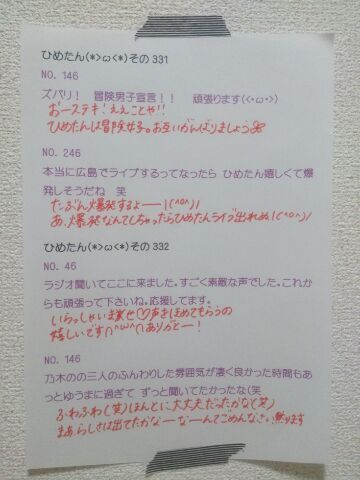 ひめたん(*>ω<*)その331
NO. 146
ズバリ！ 冒険男子宣言！！ 頑張ります(<・ω・>)
おーステキ！ええことや！
ひめたんは冒険女子。お互いがんばりましょう
NO. 246
本当に広島でライブするってなったら ひめたん嬉しくて爆
発しそうだね 笑
たぶん爆発するよー！(^o^)/
あ、爆発なんてしちゃったらひめたんライブ出れぬ！(^o^)/
ひめたん(*>ω<*)その332
NO. 46
ラジオ聞いてここに来ました。すごく素敵な声でした。これか
らも頑張って下さいね。応援してます。
いらっしゃいませ♡声をほめてもらうの
嬉しいです∩^ω^∩ありがとー！
NO. 146
乃木のの三人のふんわりした雰囲気が凄く良かった時間もあ
っとゆうまに過ぎて ずっと聞いてたかったな(笑
ふわふわ(笑)ほんとに大丈夫だったかなて笑)
まあ、らしさは出てたかなーなーんてごめんなさい黙ります